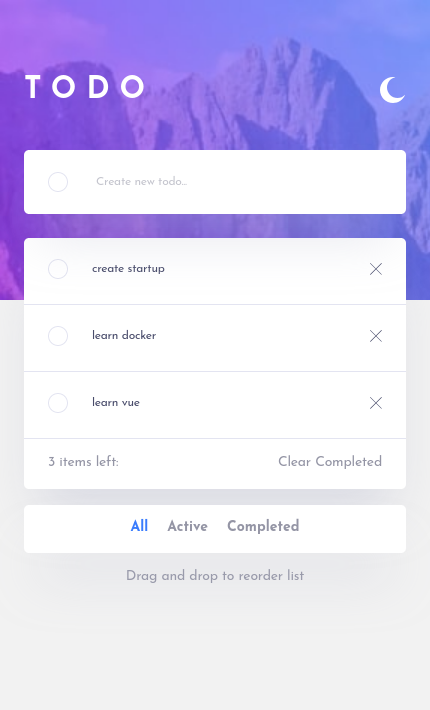 TODO
Create new todo...
create startup
learn docker
learn vue
3 items left:
Clear Completed
All Active Completed
Drag and drop to reorder list